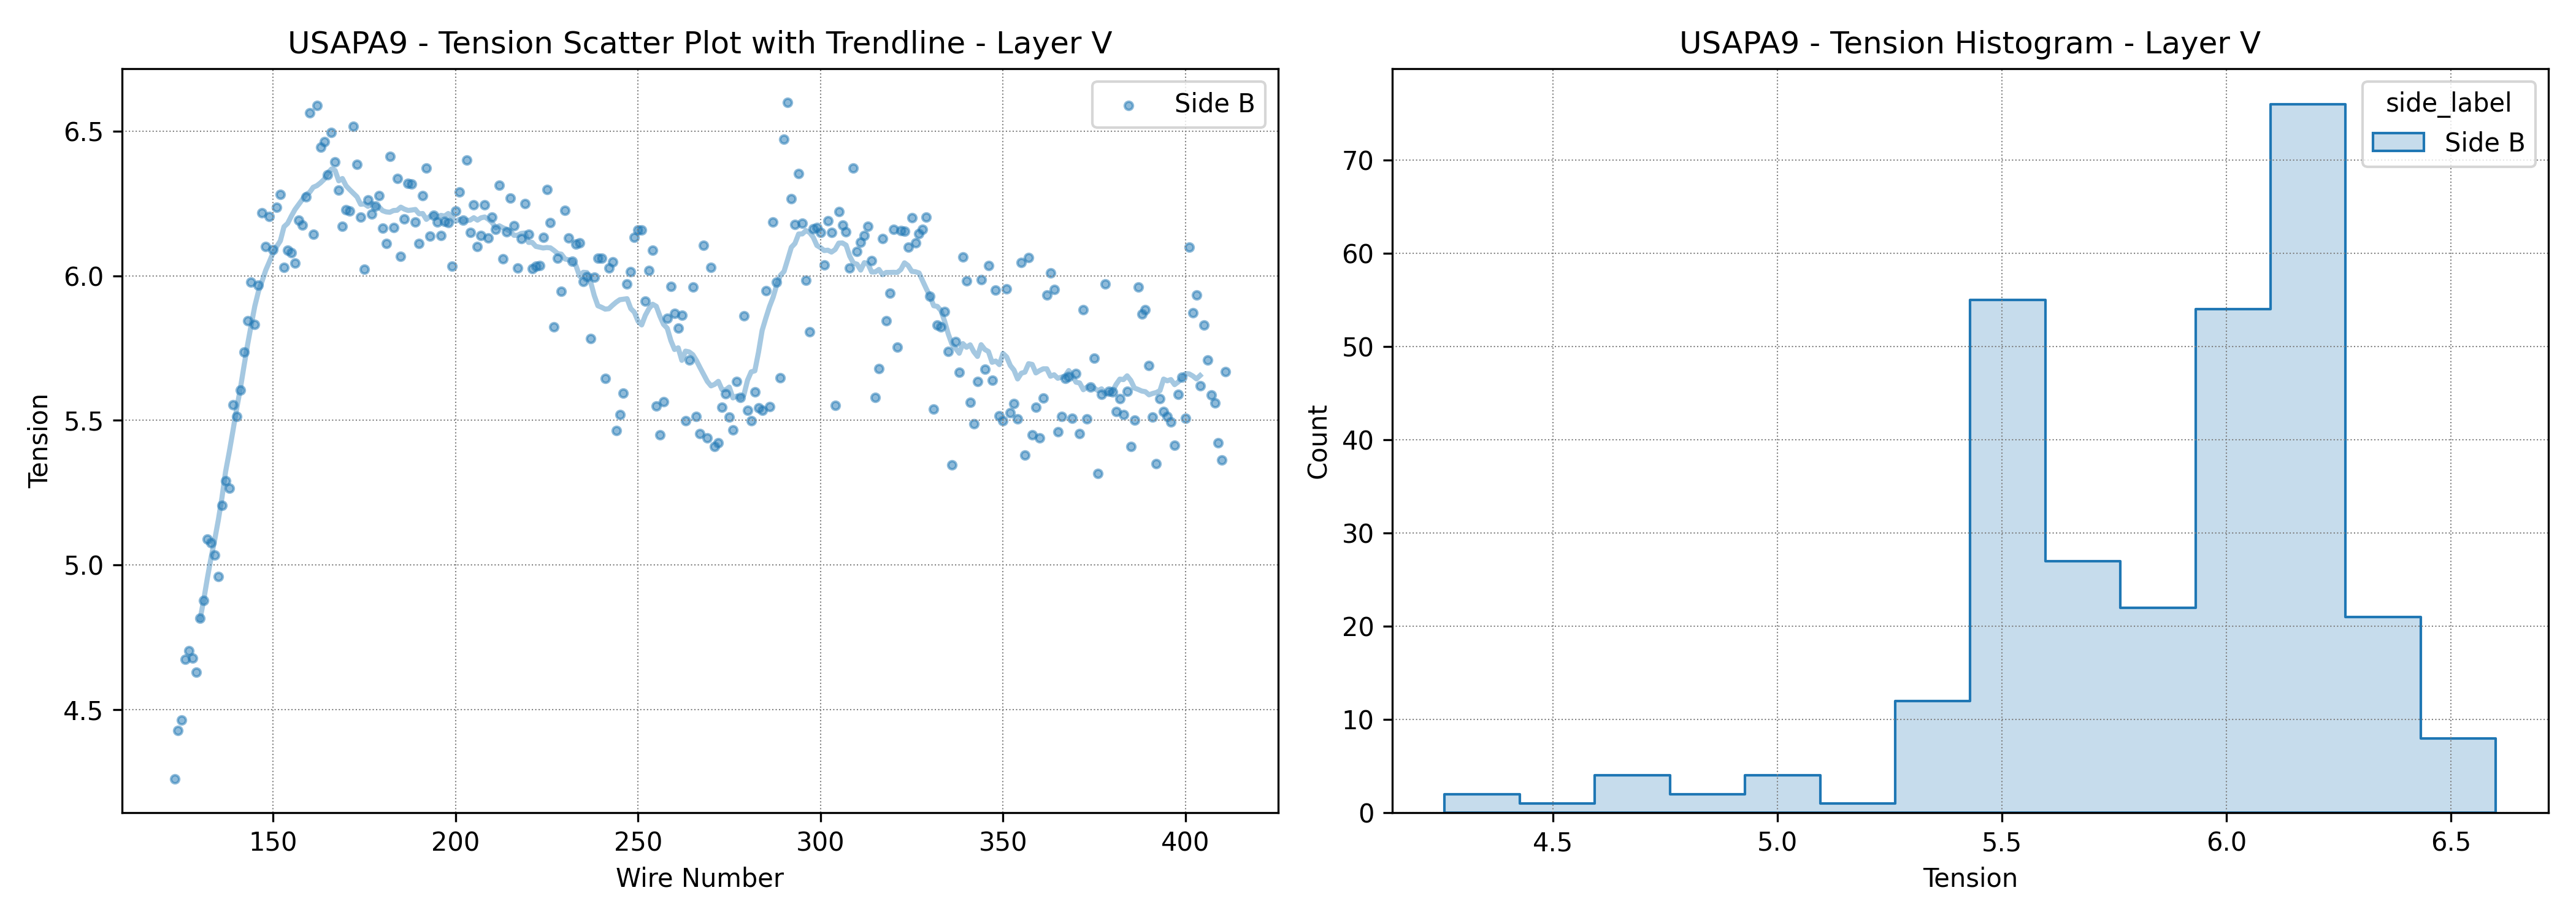 USAPA9 - Tension Scatter Plot with Trendline - Layer V
Side B
6.5
6.0
5.5
5.0
4.5
Tension
150
200
250
300
350
400
Wire Number
USAPA9 - Tension Histogram - Layer V
side_label
Side B
70
60
50
40
30
20
10
0
Count
4.5
5.0
5.5
6.0
6.5
Tension